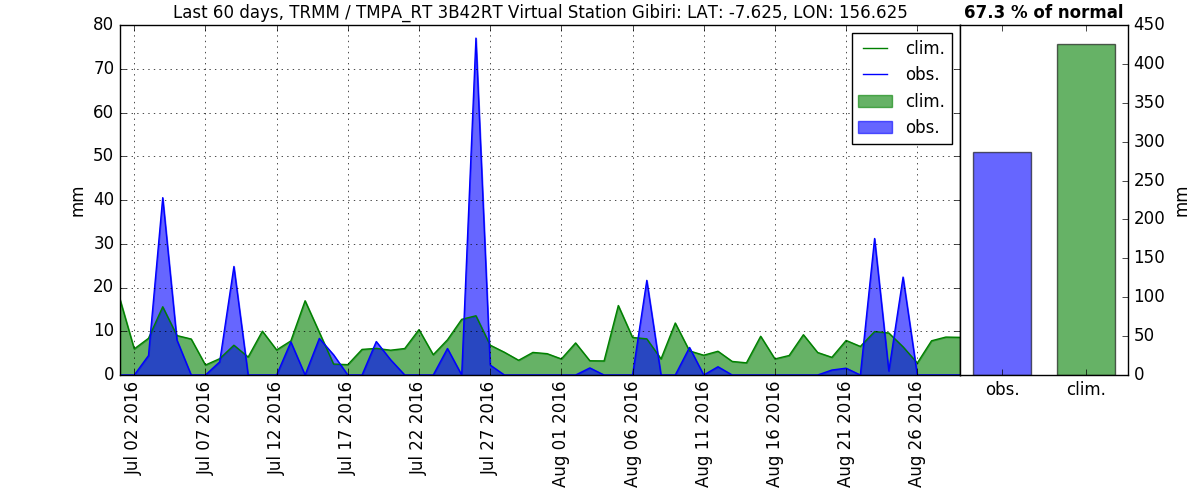 Last 60 days, TRMM / TMPA_RT 3B42RT Virtual Station Gibiri: LAT: -7.625, LON: 156.625
67.3 % of normal
80
70
60
50
40
30
20
10
0
mm
clim.
obs.
clim.
obs.
450
400
350
300
250
200
150
100
50
0
mm
obs.
clim.
Jul 02 2016
Jul 07 2016
Jul 12 2016
Jul 17 2016
Jul 22 2016
Jul 27 2016
Aug 01 2016
Aug 06 2016
Aug 11 2016
Aug 16 2016
Aug 21 2016
Aug 26 2016